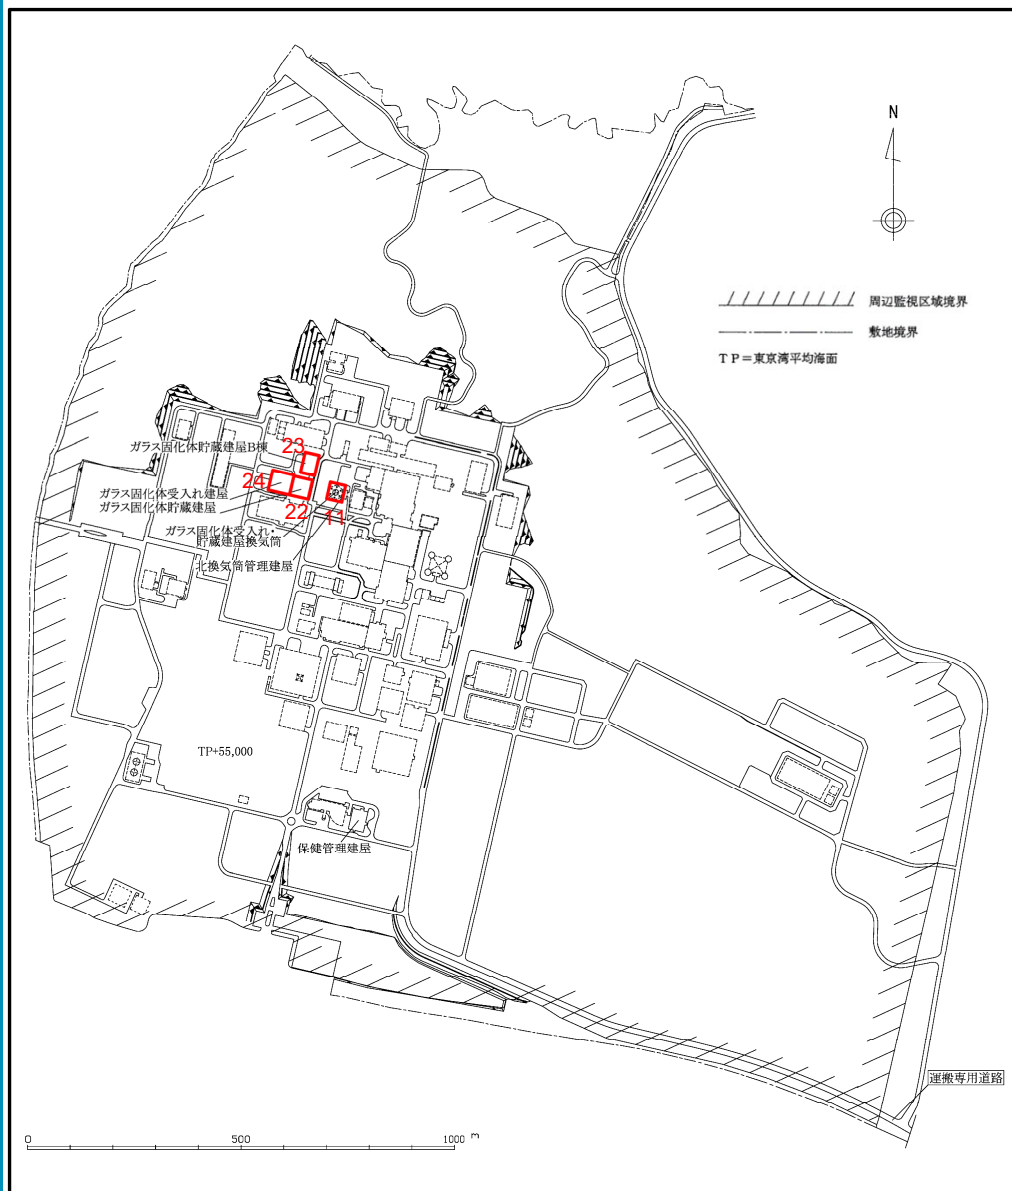 N
周辺監視区域境界
敷地境界
TP=東京湾平均海面
ガラス固化体貯蔵建屋B棟
23
24
ガラス固化体受入れ建屋
ガラス固化体貯蔵建屋
22
11
ガラス固化体受入れ・
貯蔵建屋換気筒
北換気筒管理建屋
TP+55,000
保健管理建屋
運搬専用道路
0 500 1000 m